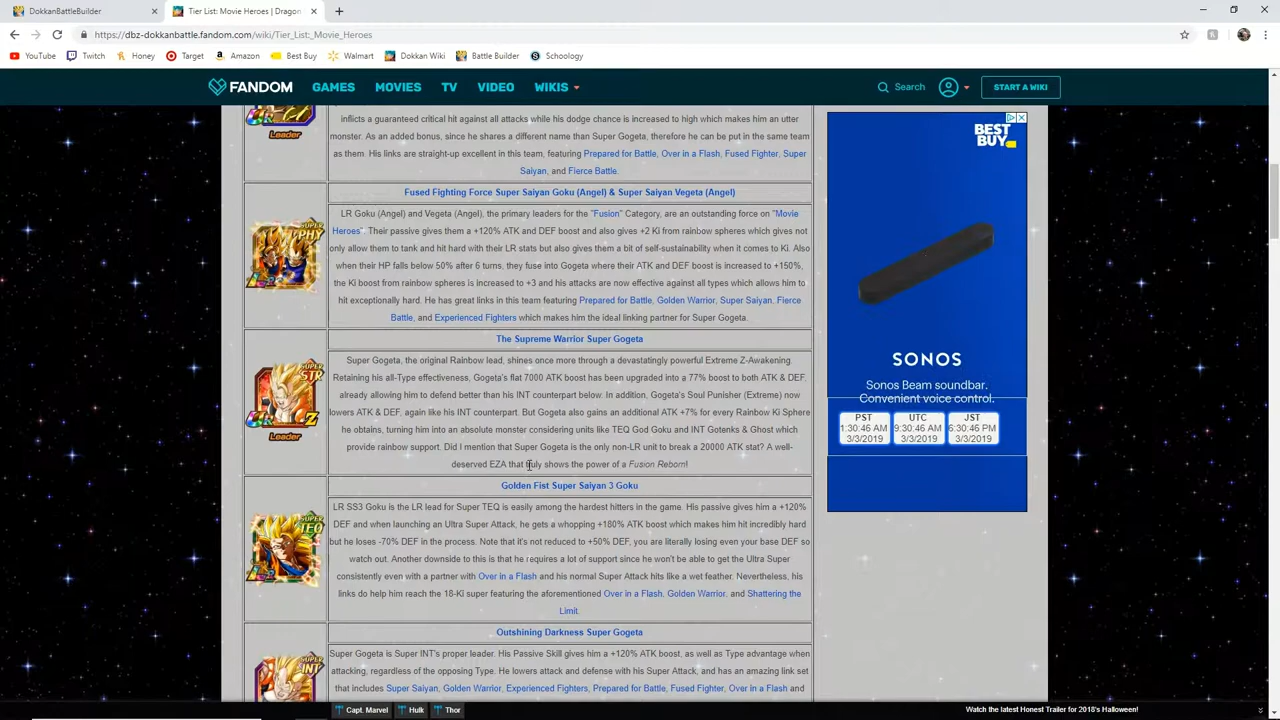 DokkanBattleBuilder
Tier List: Movie Heroes | Dragon
https://dbz-dokkanbattle.fandom.com/wiki/Tier_List:_Movie_Heroes
YouTube Twitch Honey Target Amazon Best Buy Walmart Dokkan Wiki Battle Builder Schoology
FANDOM GAMES MOVIES TV VIDEO WIKIS Search START A WIKI
Leader
inflicts a guaranteed critical hit against all attacks while his dodge chance is increased to high which makes him an utter
monster. As an added bonus, since he shares a different name than Super Gogeta, therefore he can be put in the same team
as them. His links are straight-up excellent in this team, featuring Prepared for Battle, Over in a Flash, Fused Fighter, Super
Saiyan, and Fierce Battle.
Fused Fighting Force Super Saiyan Goku (Angel) & Super Saiyan Vegeta (Angel)
SUPER
PHY
LR Goku (Angel) and Vegeta (Angel), the primary leaders for the "Fusion" Category, are an outstanding force on "Movie
Heroes". Their passive gives them a +120% ATK and DEF boost and also gives +2 Ki from rainbow spheres which gives not
only allow them to tank and hit hard with their LR stats but also gives them a bit of self-sustainability when it comes to Ki. Also
when their HP falls below 50% after 6 turns, they fuse into Gogeta where their ATK and DEF boost is increased to +150%,
the Ki boost from rainbow spheres is increased to +3 and his attacks are now effective against all types which allows him to
hit exceptionally hard. He has great links in this team featuring Prepared for Battle, Golden Warrior, Super Saiyan, Fierce
Battle, and Experienced Fighters which makes him the ideal linking partner for Super Gogeta.
The Supreme Warrior Super Gogeta
SUPER
STR
Z
Leader
Super Gogeta, the original Rainbow lead, shines once more through a devastatingly powerful Extreme Z-Awakening.
Retaining his all-Type effectiveness, Gogeta's flat 7000 ATK boost has been upgraded into a 77% boost to both ATK & DEF,
already allowing him to defend better than his INT counterpart below. In addition, Gogeta's Soul Punisher (Extreme) now
lowers ATK & DEF, again like his INT counterpart. But Gogeta also gains an additional ATK +7% for every Rainbow Ki Sphere
he obtains, turning him into an absolute monster considering units like TEQ God Goku and INT Gotenks & Ghost which
provide rainbow support. Did I mention that Super Gogeta is the only non-LR unit to break a 20000 ATK stat? A well-
deserved EZA that truly shows the power of a Fusion Reborn!
Golden Fist Super Saiyan 3 Goku
SUPER
TEQ
LR SS3 Goku is the LR lead for Super TEQ is easily among the hardest hitters in the game. His passive gives him a +120%
DEF and when launching an Ultra Super Attack, he gets a whopping +180% ATK boost which makes him hit incredibly hard
but he loses -70% DEF in the process. Note that it's not reduced to +50% DEF, you are literally losing even your base DEF so
watch out. Another downside to this is that he requires a lot of support since he won't be able to get the Ultra Super
consistently even with a partner with Over in a Flash and his normal Super Attack hits like a wet feather. Nevertheless, his
links do help him reach the 18-Ki super featuring the aforementioned Over in a Flash, Golden Warrior, and Shattering the
Limit.
Outshining Darkness Super Gogeta
SUPER
INT
Super Gogeta is Super INT's proper leader. His Passive Skill gives him a +120% ATK boost, as well as Type advantage when
attacking, regardless of the opposing Type. He lowers attack and defense with his Super Attack, and has an amazing link set
that includes Super Saiyan, Golden Warrior, Experienced Fighters, Prepared for Battle, Fused Fighter, Over in a Flash and
BEST
BUY
SONOS
Sonos Beam soundbar.
Convenient voice control.
PST UTC JST
1:30:46 AM 9:30:46 AM 6:30:46 PM
3/3/2019 3/3/2019 3/3/2019
Capt. Marvel Hulk Thor Watch the latest Honest Trailer for 2018's Halloween!